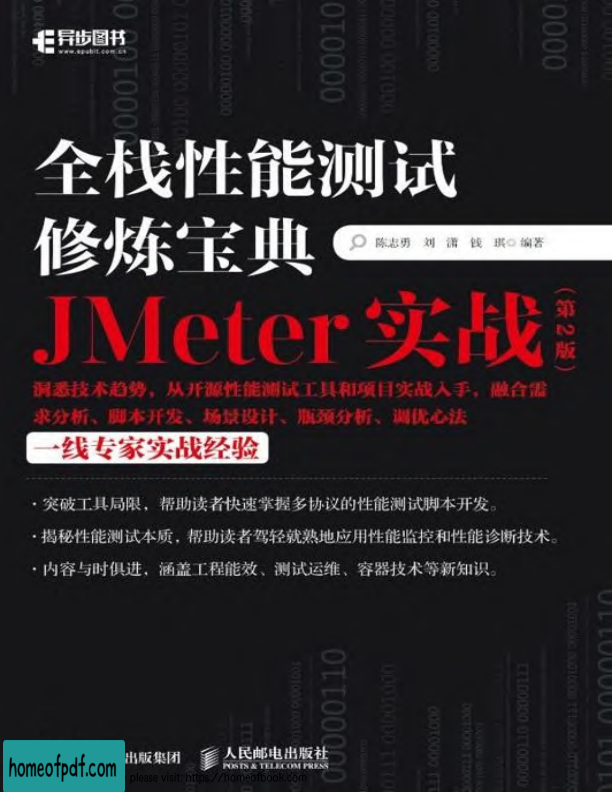 异步图书
www.epubit.com.cn
全栈性能测试
修炼宝典
陈志勇 刘潇 钱琪◎编著
JMeter 实战
（第2版）
洞悉技术趋势，从开源性能测试工具和项目实战入手，融合需
求分析、脚本开发、场景设计、瓶颈分析、调优心法
一线专家实战经验
·突破工具局限，帮助读者快速掌握多协议的性能测试脚本开发。
·揭秘性能测试本质，帮助读者驾轻就熟地应用性能监控和性能诊断技术。
·内容与时俱进，涵盖工程能效、测试运维、容器技术等新知识。
出版集团 人民邮电出版社
POSTS & TELECOM PRESS
homeofpdf.com
please visit: https://homeofbook.com